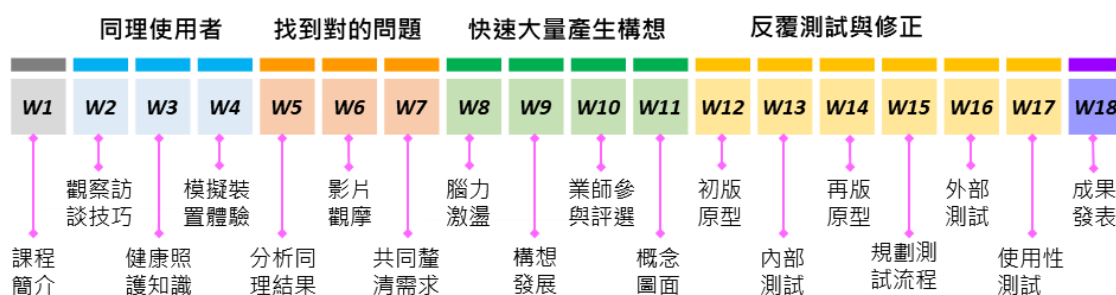 同理使用者 找到對的問題 快速大量產生構想 反覆測試與修正
W1 W2 W3 W4 W5 W6 W7 W8 W9 W10 W11 W12 W13 W14 W15 W16 W17 W18
觀察訪 模擬裝 影片 腦力 業師參 初版 再版 外部 成果
談技巧 置體驗 觀摩 激盪 與評選 原型 原型 測試 發表
課程 健康照 分析同 共同釐 構想 概念 內部 規劃測 使用性
簡介 護知識 理結果 清需求 發展 圖面 測試 試流程 測試